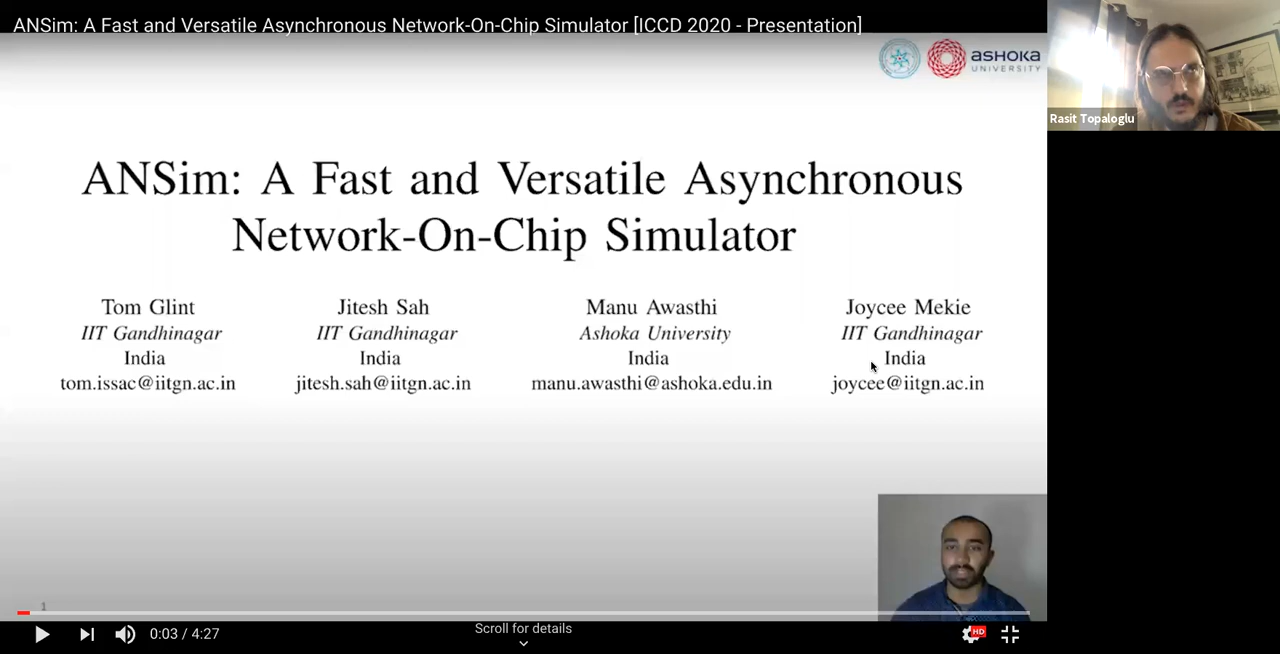 ANSim: A Fast and Versatile Asynchronous Network-On-Chip Simulator [ICCD 2020 - Presentation]
ASHOKA
UNIVERSITY
Rasit Topaloglu
ANSim: A Fast and Versatile Asynchronous
Network-On-Chip Simulator
Tom Glint
IIT Gandhinagar
India
tom.issac@iitgn.ac.in
Jitesh Sah
IIT Gandhinagar
India
jitesh.sah@iitgn.ac.in
Manu Awasthi
Ashoka University
India
manu.awasthi@ashoka.edu.in
Joycee Mekie
IIT Gandhinagar
India
joycee@iitgn.ac.in
1
0:03 / 4:27
Scroll for details
HD